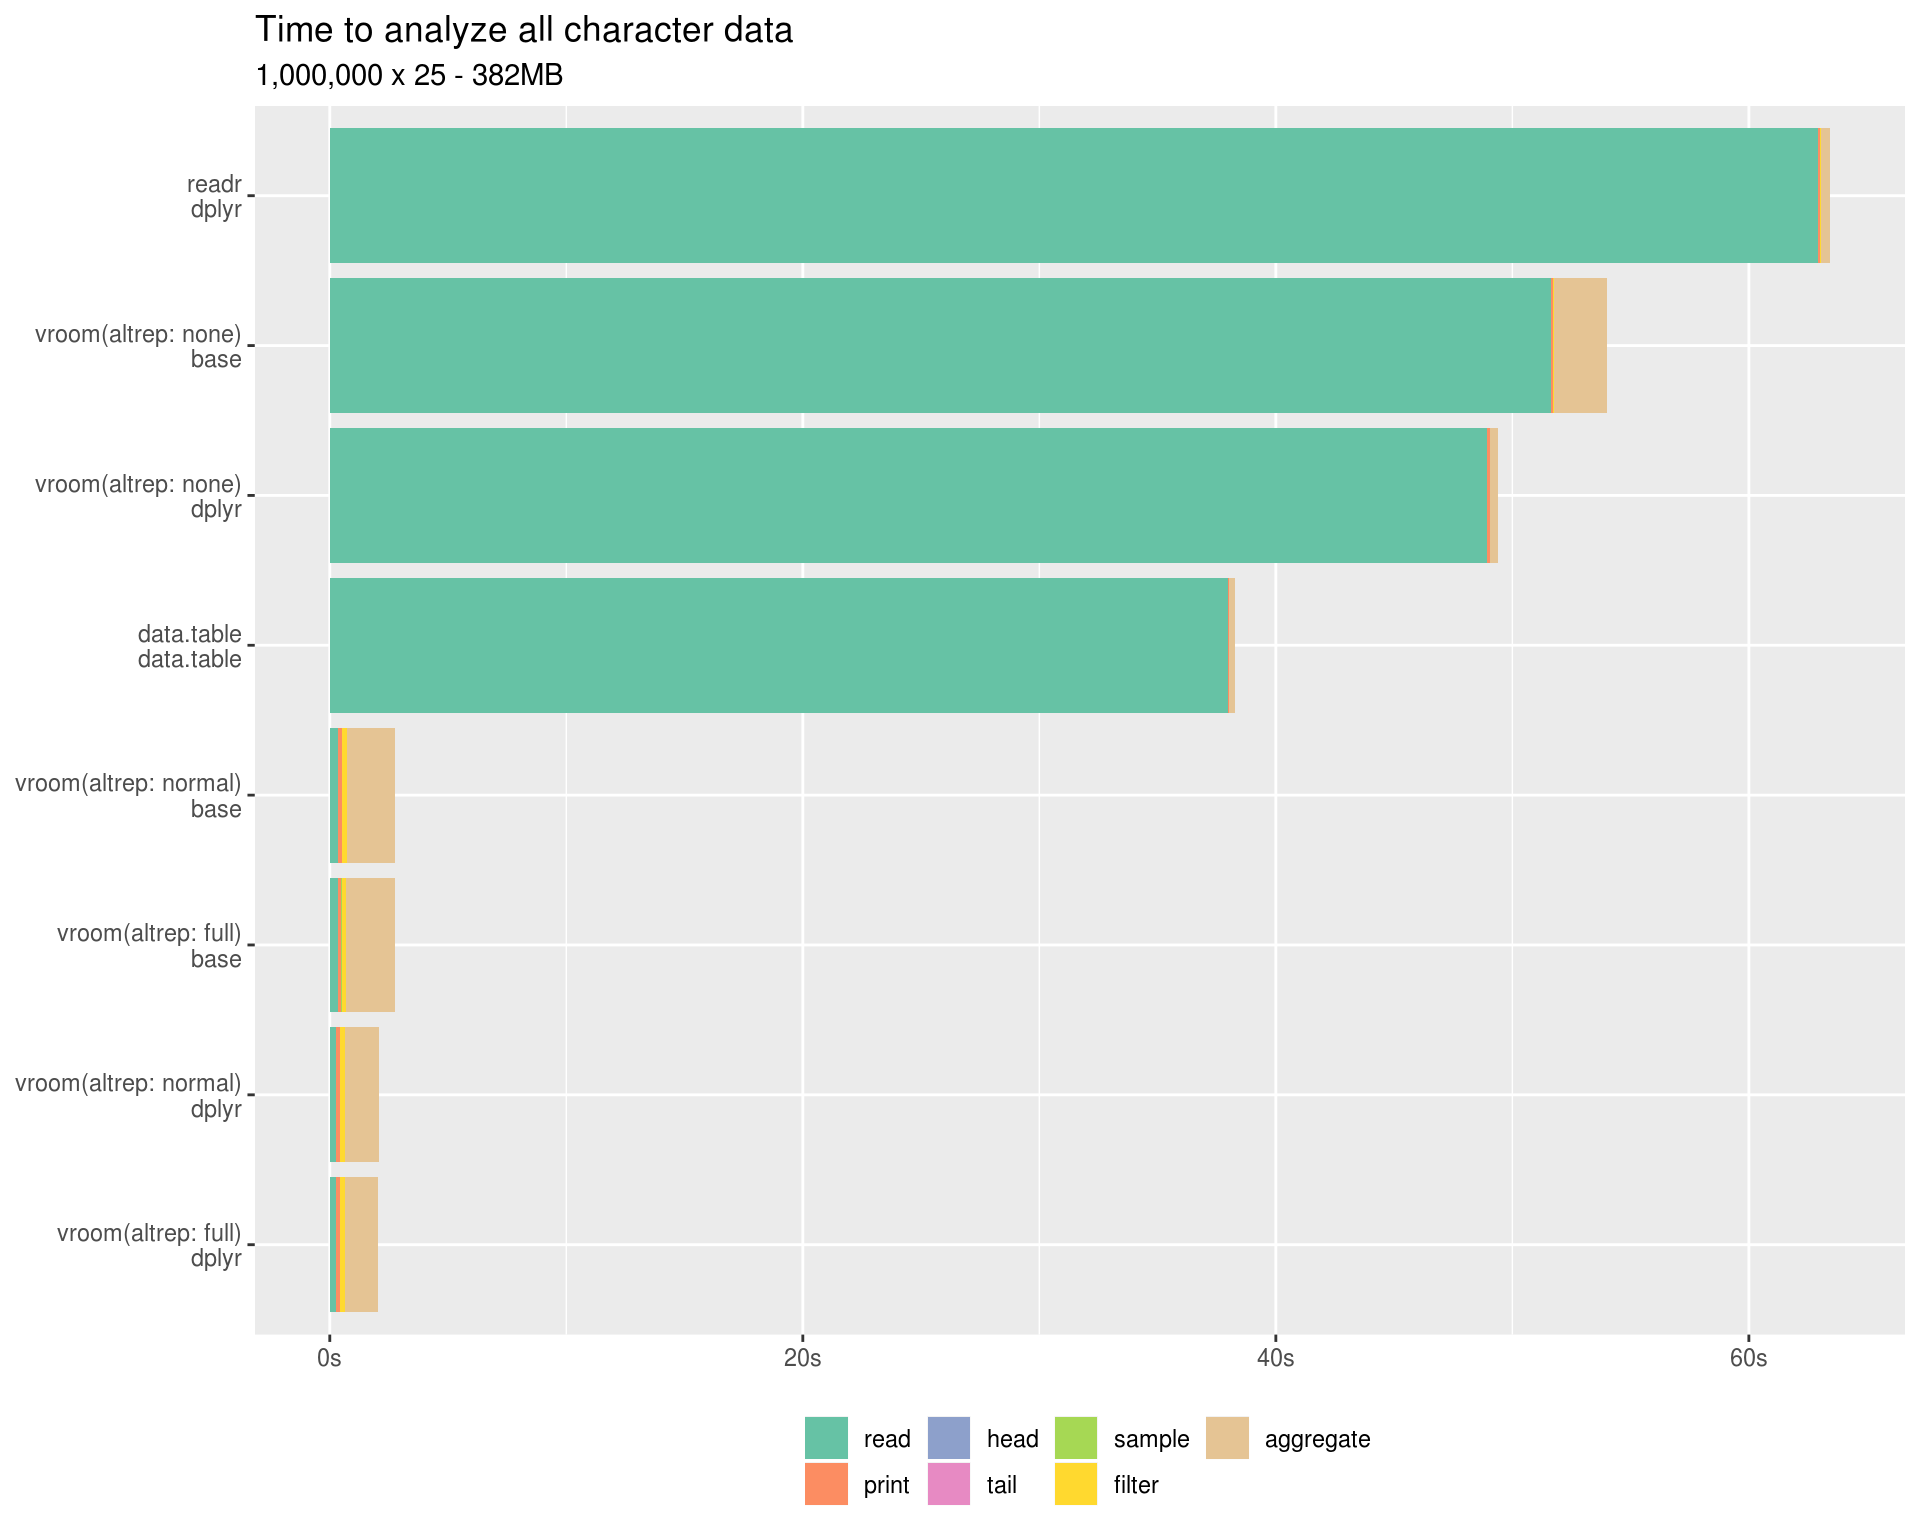 Time to analyze all character data
1,000,000 x 25 - 382MB
readr
dplyr
vroom(altrep: none)
base
vroom(altrep: none)
dplyr
data.table
data.table
vroom(altrep: normal)
base
vroom(altrep: full)
base
vroom(altrep: normal)
dplyr
vroom(altrep: full)
dplyr
0s 20s 40s 60s
read head sample aggregate
print tail filter